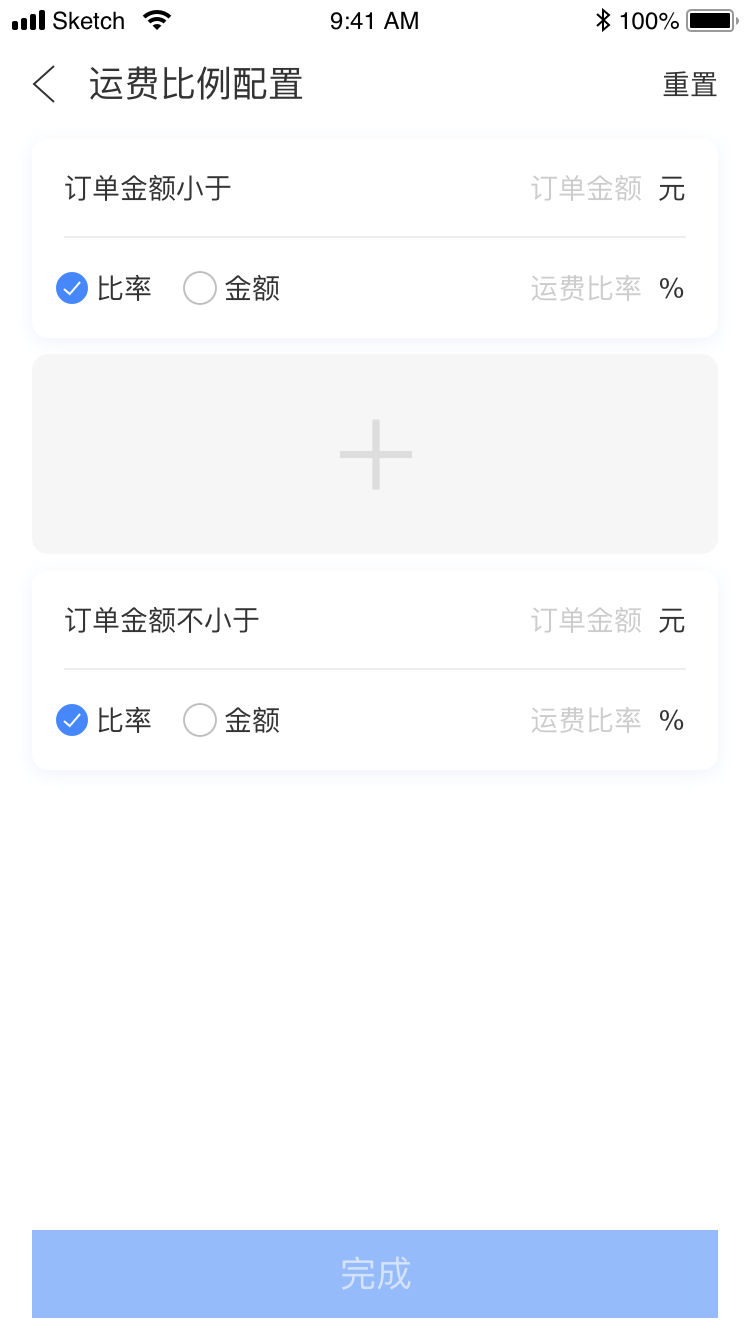 Sketch 9:41 AM 100%
运费比例配置 重置
订单金额小于 订单金额 元
比率 金额 运费比率 %
订单金额不小于 订单金额 元
比率 金额 运费比率 %
完成